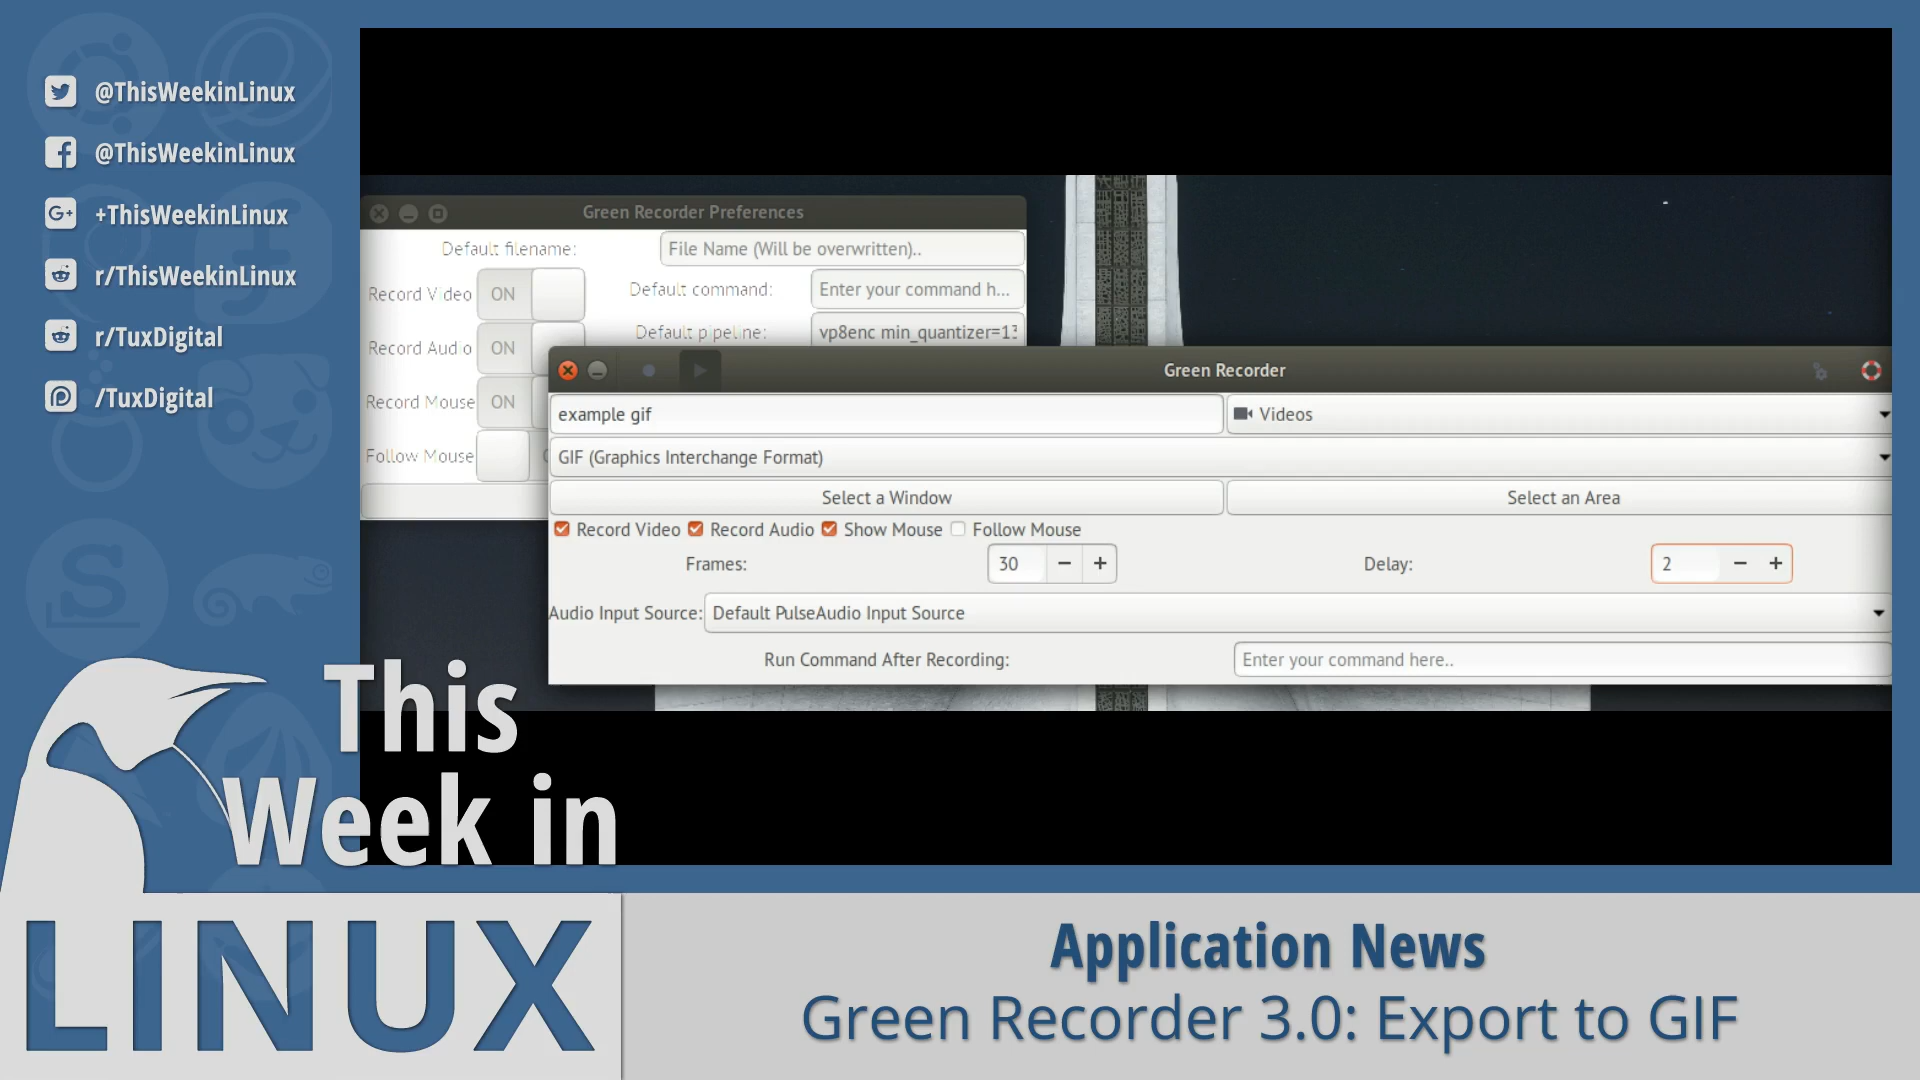 @ThisWeekinLinux
@ThisWeekinLinux
+ThisWeekinLinux
r/ThisWeekinLinux
r/TuxDigital
/TuxDigital
Green Recorder Preferences
Default filename: File Name (Will be overwritten)..
Record Video ON Default command: Enter your command h...
Record Audio ON Default pipeline: vp8enc min_quantizer=13
Record Mouse ON
Follow Mouse
Green Recorder
example gif Videos
GIF (Graphics Interchange Format)
Select a Window Select an Area
Record Video Record Audio Show Mouse Follow Mouse
Frames: 30 − + Delay: 2 − +
Audio Input Source: Default PulseAudio Input Source
Run Command After Recording: Enter your command here..
This
Week in
LINUX
Application News
Green Recorder 3.0: Export to GIF